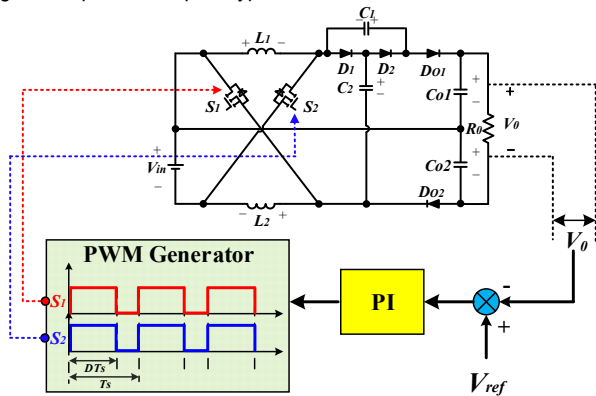 C1
− +
+ L1 −
D1 D2 DO1
S1 S2 C2 + −
Co1 + −
+
R0 V0
−
Vin + −
Co2 + −
− L2 +
DO2
V0
PWM Generator
S1
S2
DTs
Ts
PI
-
+
Vref